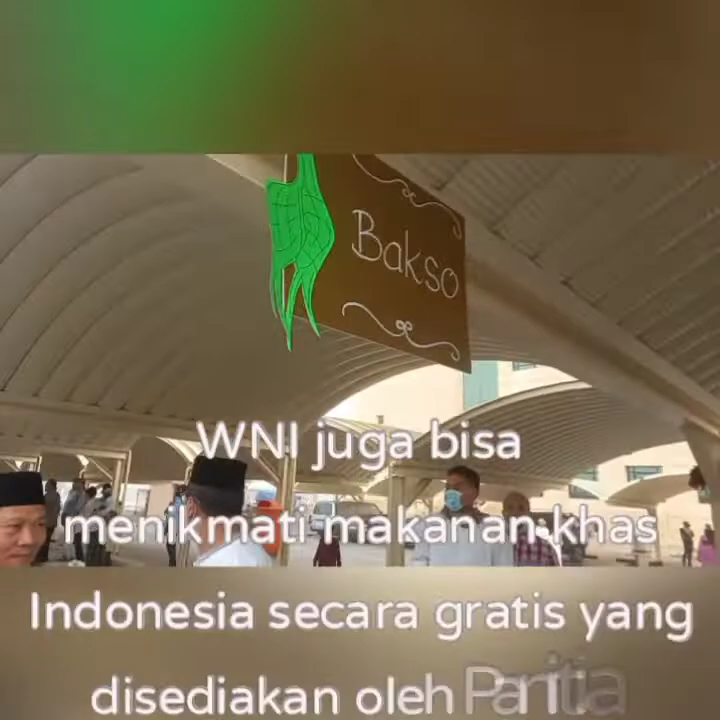 Bakso
WNI juga bisa
menikmati makanan khas
Indonesia secara gratis yang
disediakan oleh Panitia